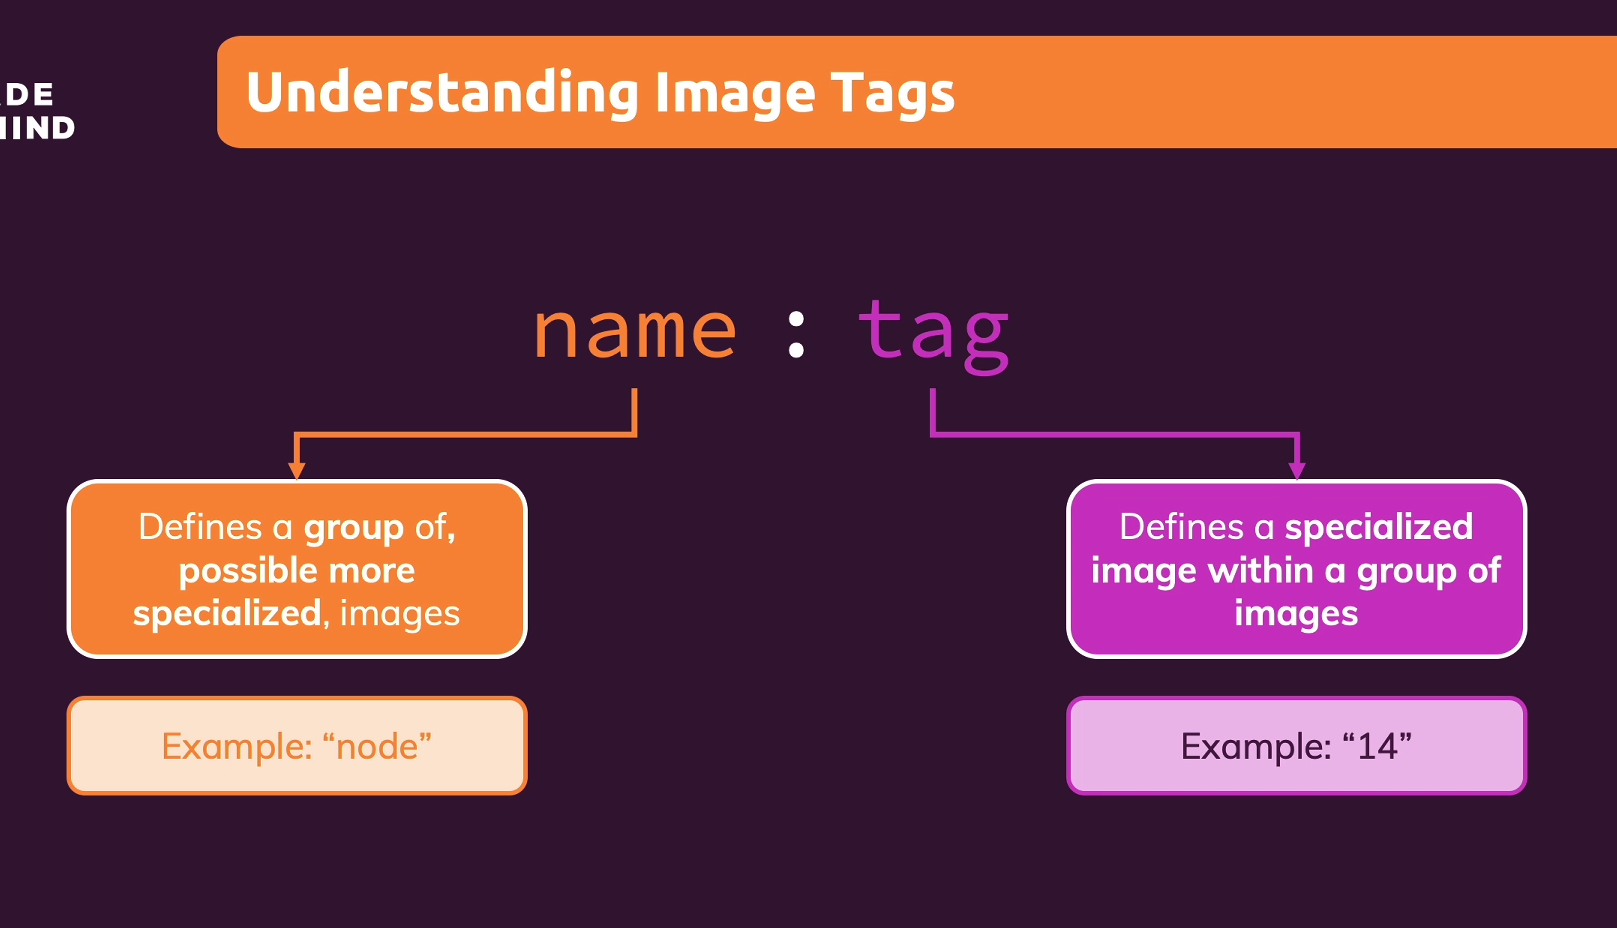 DE
IND
Understanding Image Tags
name : tag
Defines a group of,
possible more
specialized, images
Defines a specialized
image within a group of
images
Example: “node”
Example: “14”